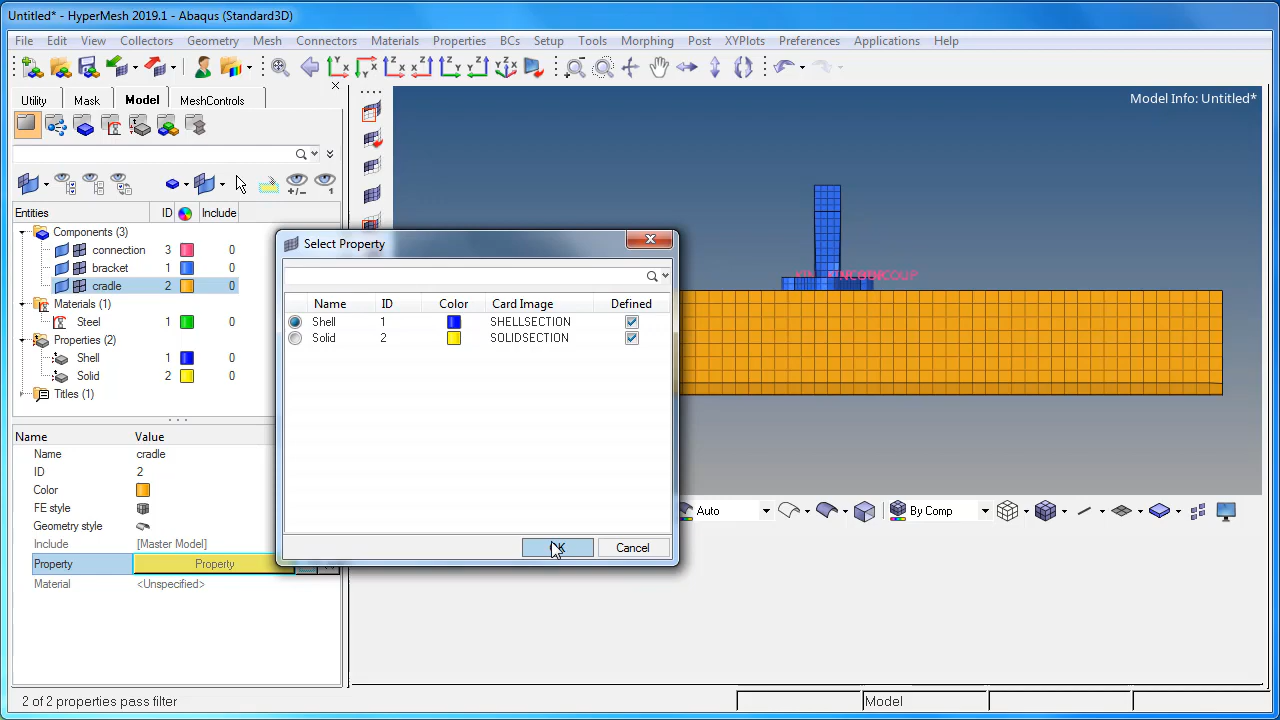 Untitled* - HyperMesh 2019.1 - Abaqus (Standard3D)
File Edit View Collectors Geometry Mesh Connectors Materials Properties BCs Setup Tools Morphing Post XYPlots Preferences Applications Help
Utility Mask Model MeshControls
Model Info: Untitled*
Entities ID Include
Components (3)
connection 3 0
bracket 1 0
cradle 2 0
Materials (1)
Steel 1 0
Properties (2)
Shell 1 0
Solid 2 0
Titles (1)
Name Value
Name cradle
ID 2
Color
FE style
Geometry style
Include [Master Model]
Property Property
Material <Unspecified>
Select Property
Name ID Color Card Image Defined
Shell 1 SHELLSECTION
Solid 2 SOLIDSECTION
Cancel
Auto By Comp
2 of 2 properties pass filter
Model